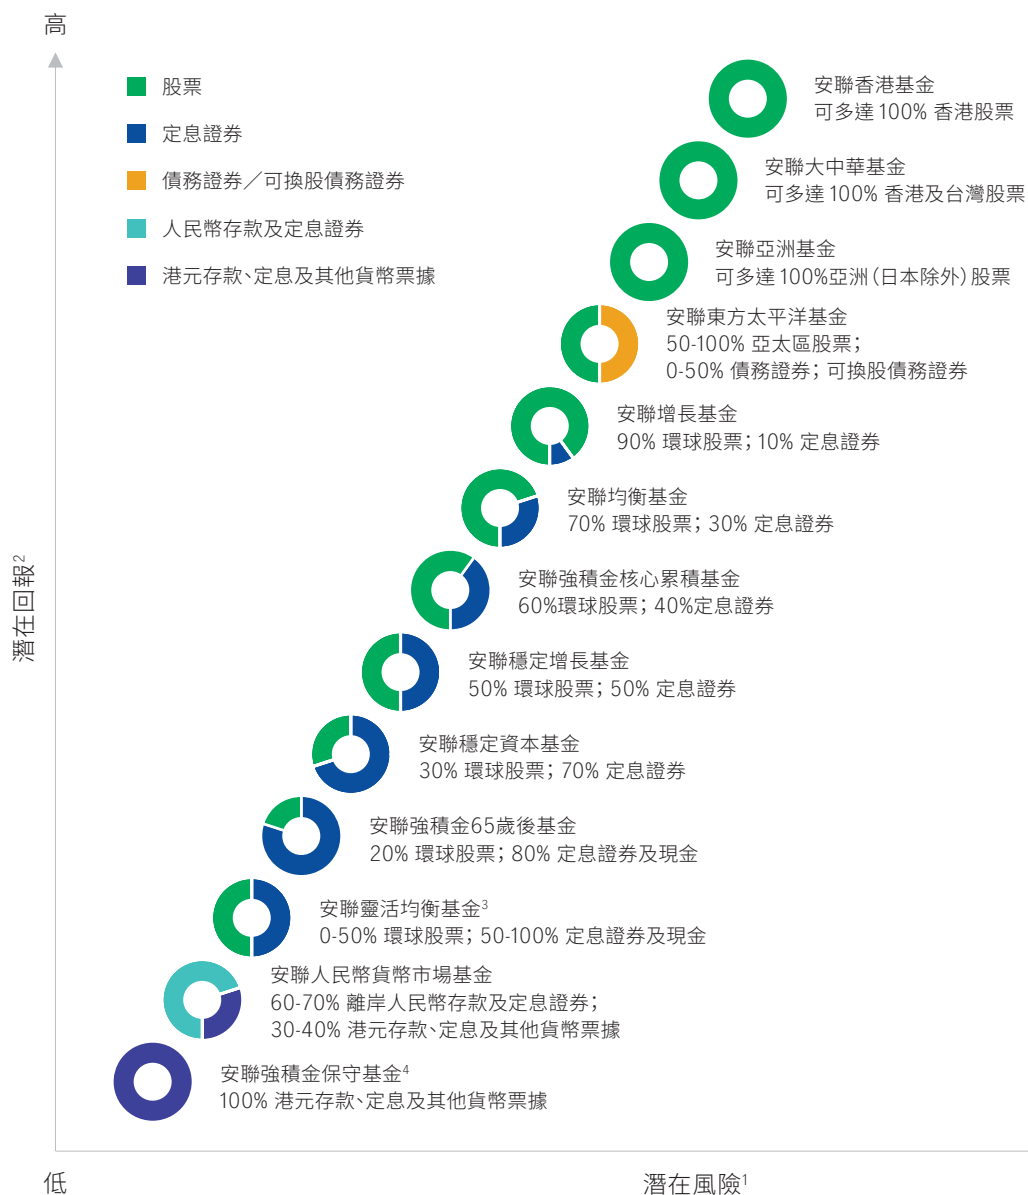 高
股票
定息證券
債務證券／可換股債務證券
人民幣存款及定息證券
港元存款、定息及其他貨幣票據
安聯香港基金
可多達 100% 香港股票
安聯大中華基金
可多達 100% 香港及台灣股票
安聯亞洲基金
可多達 100%亞洲（日本除外）股票
安聯東方太平洋基金
50-100% 亞太區股票；
0-50% 債務證券；可換股債務證券
安聯增長基金
90% 環球股票；10% 定息證券
安聯均衡基金
70% 環球股票；30% 定息證券
安聯強積金核心累積基金
60%環球股票；40%定息證券
安聯穩定增長基金
50% 環球股票；50% 定息證券
安聯穩定資本基金
30% 環球股票；70% 定息證券
安聯強積金65歲後基金
20% 環球股票；80% 定息證券及現金
安聯靈活均衡基金3
0-50% 環球股票；50-100% 定息證券及現金
安聯人民幣貨幣市場基金
60-70% 離岸人民幣存款及定息證券；
30-40% 港元存款、定息及其他貨幣票據
安聯強積金保守基金4
100% 港元存款、定息及其他貨幣票據
潛在回報2
低
潛在風險1